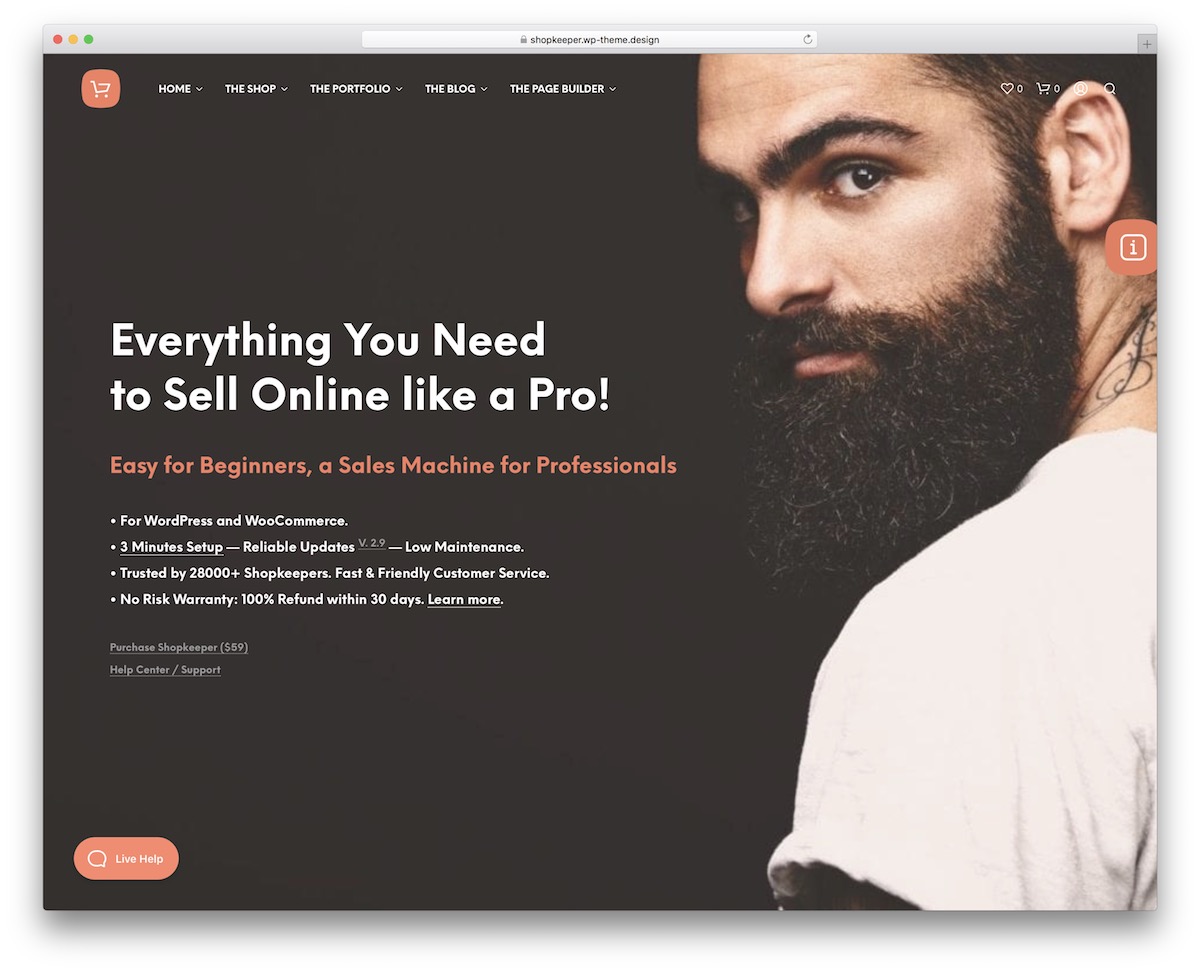 shopkeeper.wp-theme.design
HOME THE SHOP THE PORTFOLIO THE BLOG THE PAGE BUILDER 0 0
i
Everything You Need
to Sell Online like a Pro!
Easy for Beginners, a Sales Machine for Professionals
• For WordPress and WooCommerce.
• 3 Minutes Setup — Reliable Updates V. 2.9 — Low Maintenance.
• Trusted by 28000+ Shopkeepers. Fast & Friendly Customer Service.
• No Risk Warranty: 100% Refund within 30 days. Learn more.
Purchase Shopkeeper ($59)
Help Center / Support
Live Help